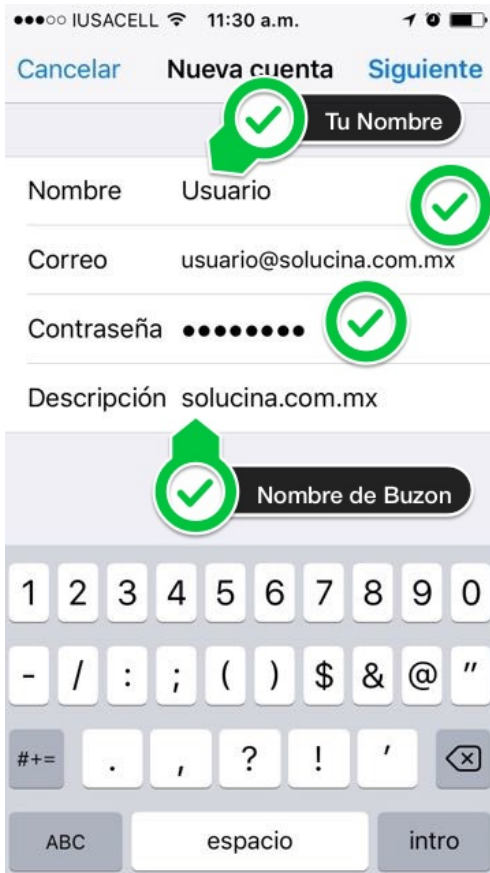 IUSACELL 11:30 a.m.
Cancelar Nueva cuenta Siguiente
Tu Nombre
Nombre Usuario
Correo usuario@solucina.com.mx
Contraseña ••••••••
Descripción solucina.com.mx
Nombre de Buzon
1 2 3 4 5 6 7 8 9 0
- / : ; ( ) $ & @ "
#+= . , ? ! '
ABC espacio intro